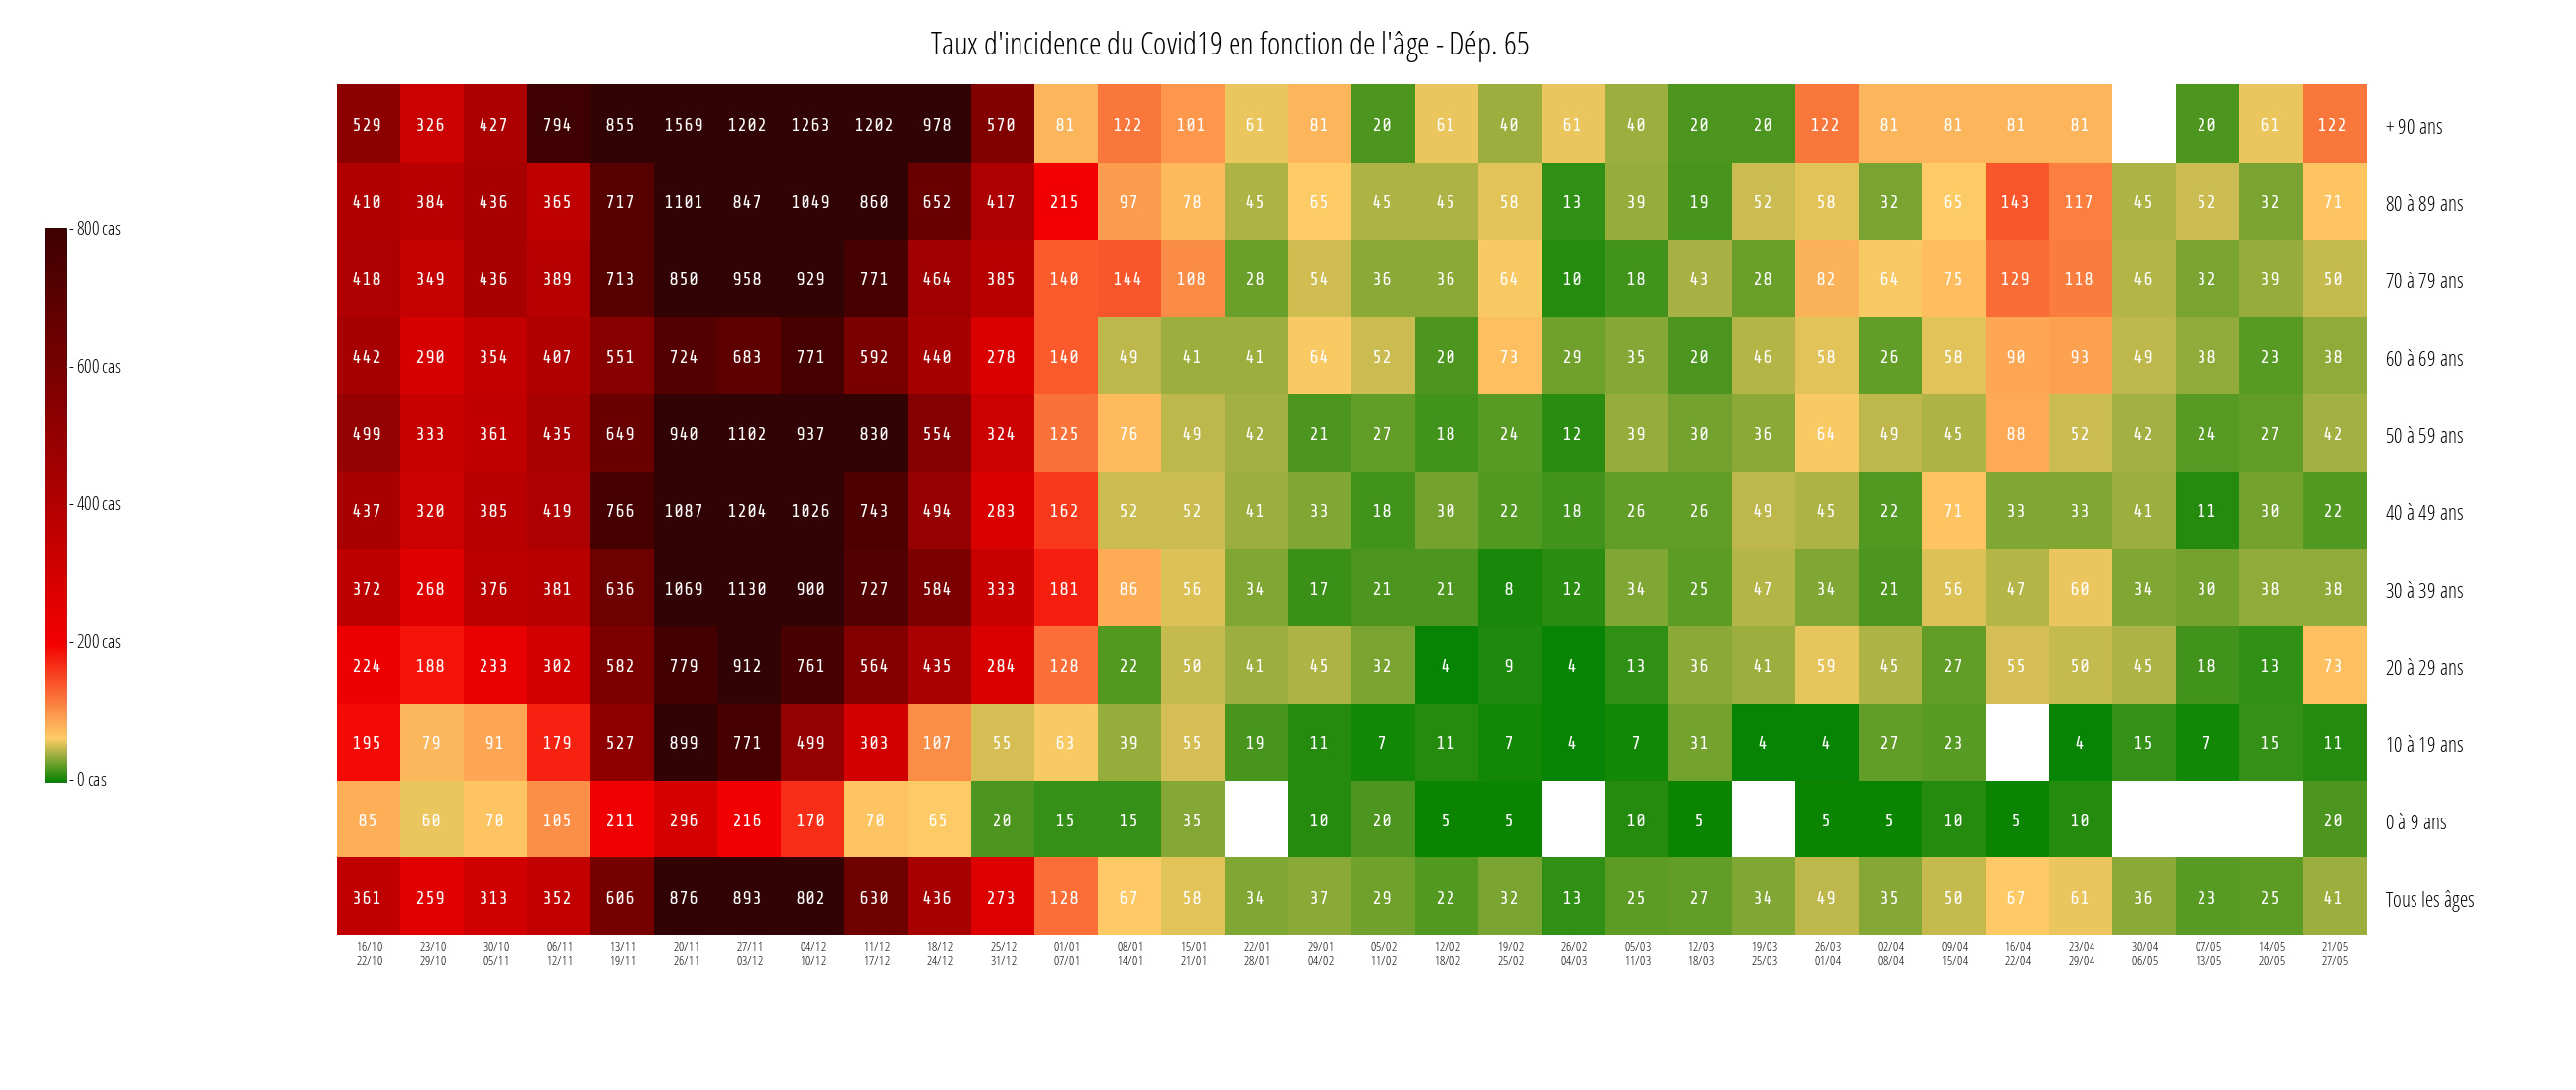 Taux d'incidence du Covid19 en fonction de l'âge - Dép. 65
- 800 cas
- 600 cas
- 400 cas
- 200 cas
- 0 cas
529 326 427 794 855 1569 1202 1263 1202 978 570 81 122 101 61 81 20 61 40 61 40 20 20 122 81 81 81 81 20 61 122 + 90 ans
410 384 436 365 717 1101 847 1049 860 652 417 215 97 78 45 65 45 45 58 13 39 19 52 58 32 65 143 117 45 52 32 71 80 à 89 ans
418 349 436 389 713 850 958 929 771 464 385 140 144 108 28 54 36 36 64 10 18 43 28 82 64 75 129 118 46 32 39 50 70 à 79 ans
442 290 354 407 551 724 683 771 592 440 278 140 49 41 41 64 52 20 73 29 35 20 46 58 26 58 90 93 49 38 23 38 60 à 69 ans
499 333 361 435 649 940 1102 937 830 554 324 125 76 49 42 21 27 18 24 12 39 30 36 64 49 45 88 52 42 24 27 42 50 à 59 ans
437 320 385 419 766 1087 1204 1026 743 494 283 162 52 52 41 33 18 30 22 18 26 26 49 45 22 71 33 33 41 11 30 22 40 à 49 ans
372 268 376 381 636 1069 1130 900 727 584 333 181 86 56 34 17 21 21 8 12 34 25 47 34 21 56 47 60 34 30 38 38 30 à 39 ans
224 188 233 302 582 779 912 761 564 435 284 128 22 50 41 45 32 4 9 4 13 36 41 59 45 27 55 50 45 18 13 73 20 à 29 ans
195 79 91 179 527 899 771 499 303 107 55 63 39 55 19 11 7 11 7 4 7 31 4 4 27 23 4 15 7 15 11 10 à 19 ans
85 60 70 105 211 296 216 170 70 65 20 15 15 35 10 20 5 5 10 5 5 5 10 5 10 20 0 à 9 ans
361 259 313 352 606 876 893 802 630 436 273 128 67 58 34 37 29 22 32 13 25 27 34 49 35 50 67 61 36 23 25 41 Tous les âges
16/10 23/10 30/10 06/11 13/11 20/11 27/11 04/12 11/12 18/12 25/12 01/01 08/01 15/01 22/01 29/01 05/02 12/02 19/02 26/02 05/03 12/03 19/03 26/03 02/04 09/04 16/04 23/04 30/04 07/05 14/05 21/05
22/10 29/10 05/11 12/11 19/11 26/11 03/12 10/12 17/12 24/12 31/12 07/01 14/01 21/01 28/01 04/02 11/02 18/02 25/02 04/03 11/03 18/03 25/03 01/04 08/04 15/04 22/04 29/04 06/05 13/05 20/05 27/05